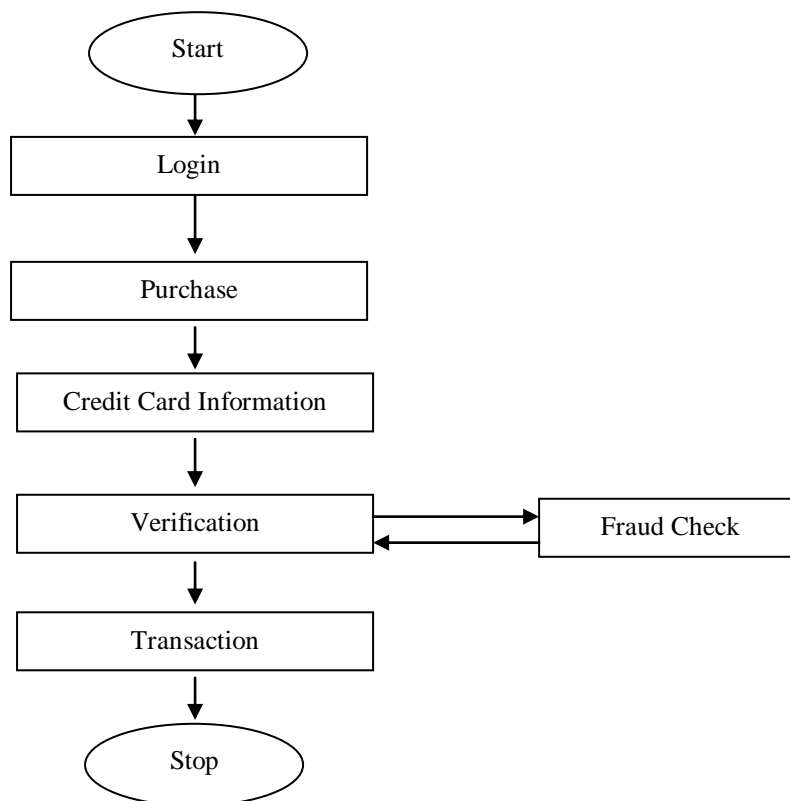 Start
Login
Purchase
Credit Card Information
Verification
Fraud Check
Transaction
Stop